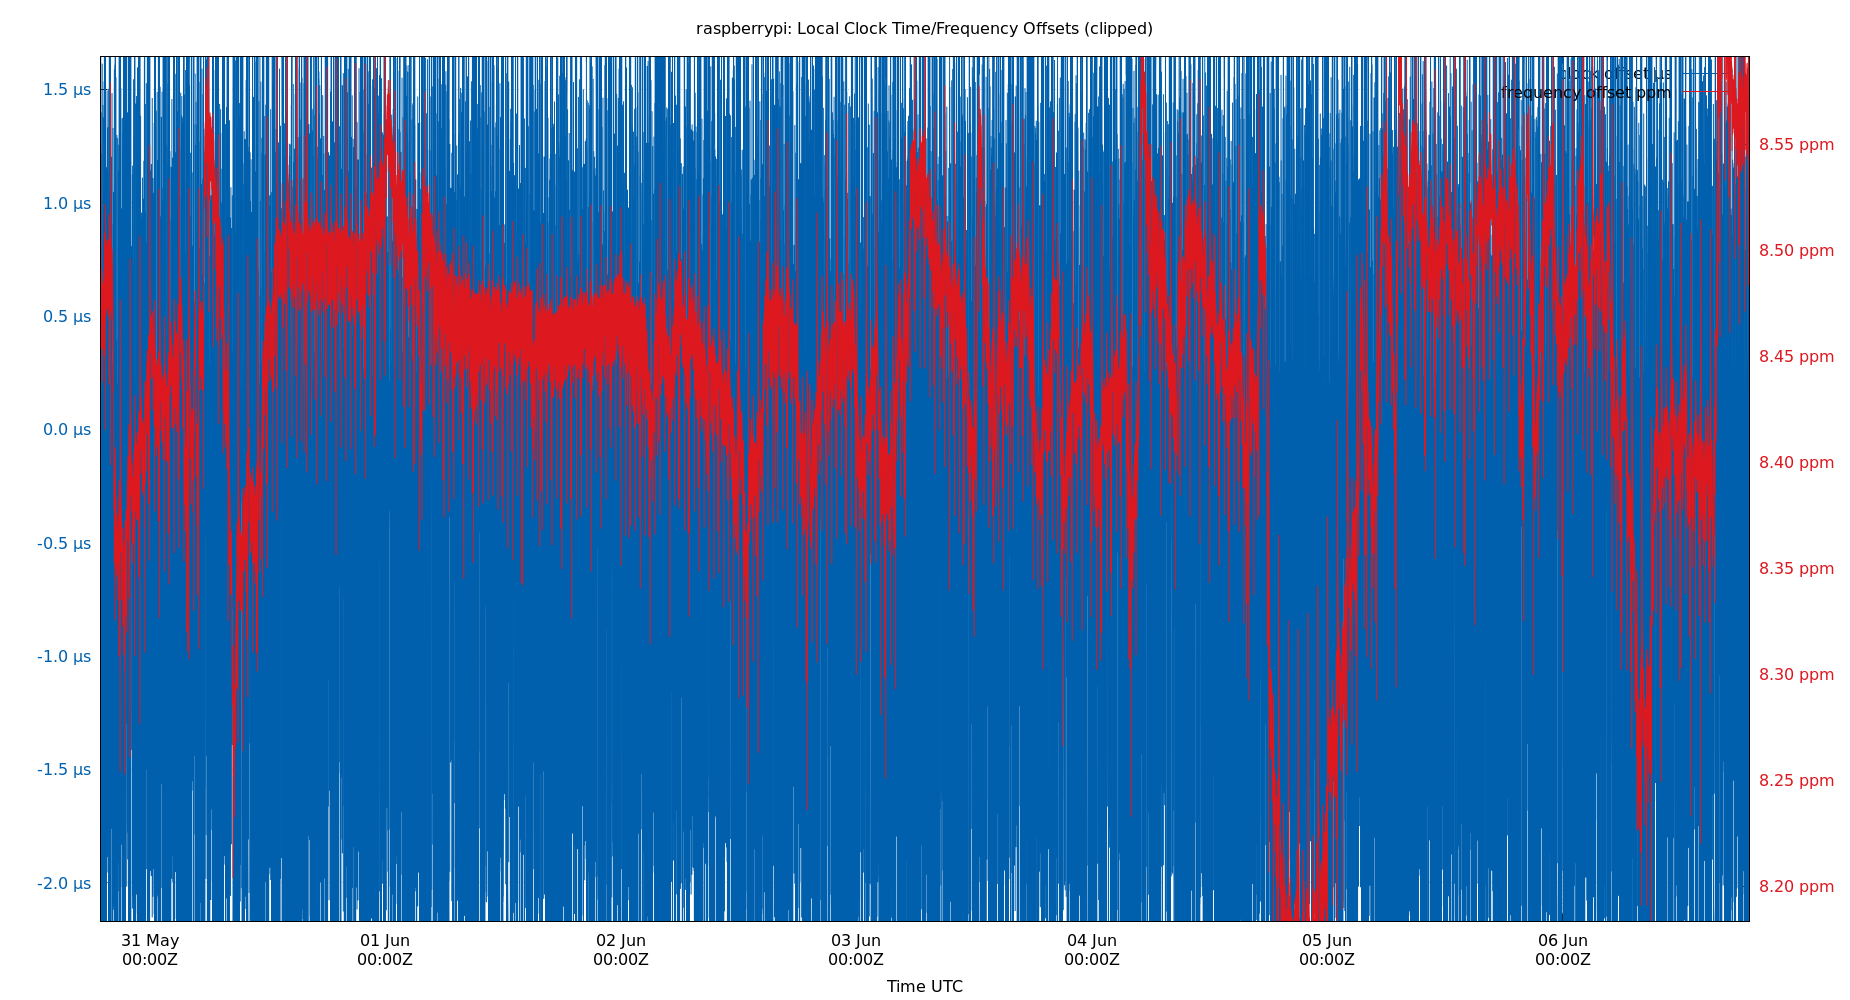 raspberrypi: Local Clock Time/Frequency Offsets (clipped)
clock offset µs
frequency offset ppm
1.5 µs
1.0 µs
0.5 µs
0.0 µs
-0.5 µs
-1.0 µs
-1.5 µs
-2.0 µs
8.55 ppm
8.50 ppm
8.45 ppm
8.40 ppm
8.35 ppm
8.30 ppm
8.25 ppm
8.20 ppm
31 May
00:00Z
01 Jun
00:00Z
02 Jun
00:00Z
03 Jun
00:00Z
04 Jun
00:00Z
05 Jun
00:00Z
06 Jun
00:00Z
Time UTC